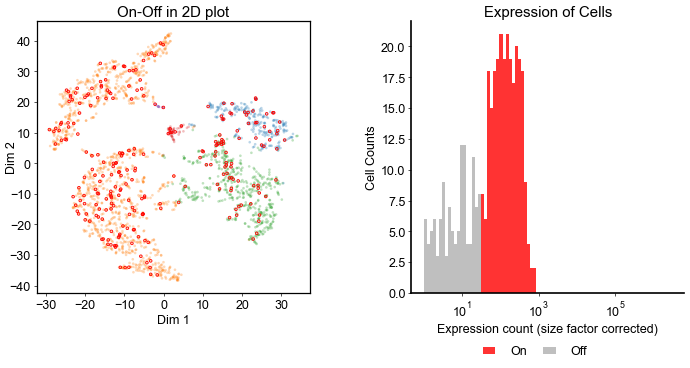 On-Off in 2D plot
40
30
20
10
0
−10
−20
−30
−40
Dim 2
−30 −20 −10 0 10 20 30
Dim 1
Expression of Cells
20.0
17.5
15.0
12.5
10.0
7.5
5.0
2.5
0.0
Cell Counts
10¹ 10³ 10⁵
Expression count (size factor corrected)
On Off